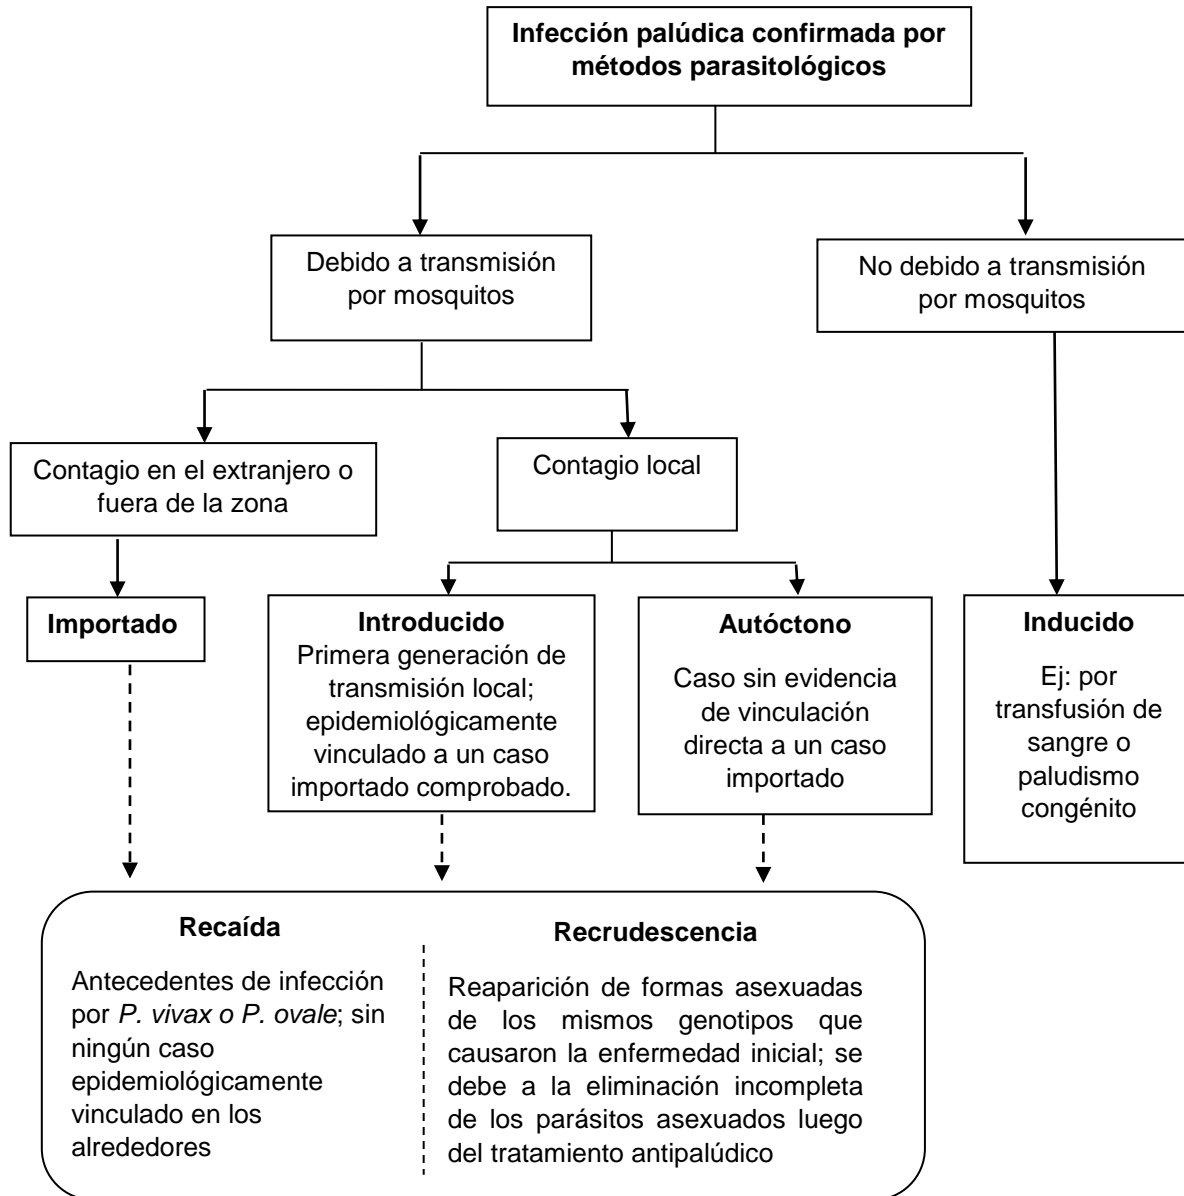 Infección palúdica confirmada por
métodos parasitológicos
Debido a transmisión
por mosquitos
No debido a transmisión
por mosquitos
Contagio en el extranjero o
fuera de la zona
Contagio local
Importado
Introducido
Primera generación de
transmisión local;
epidemiológicamente
vinculado a un caso
importado comprobado.
Autóctono
Caso sin evidencia
de vinculación
directa a un caso
importado
Inducido
Ej: por
transfusión de
sangre o
paludismo
congénito
Recaída
Antecedentes de infección
por P. vivax o P. ovale; sin
ningún caso
epidemiológicamente
vinculado en los
alrededores
Recrudescencia
Reaparición de formas asexuadas
de los mismos genotipos que
causaron la enfermedad inicial; se
debe a la eliminación incompleta
de los parásitos asexuados luego
del tratamiento antipalúdico